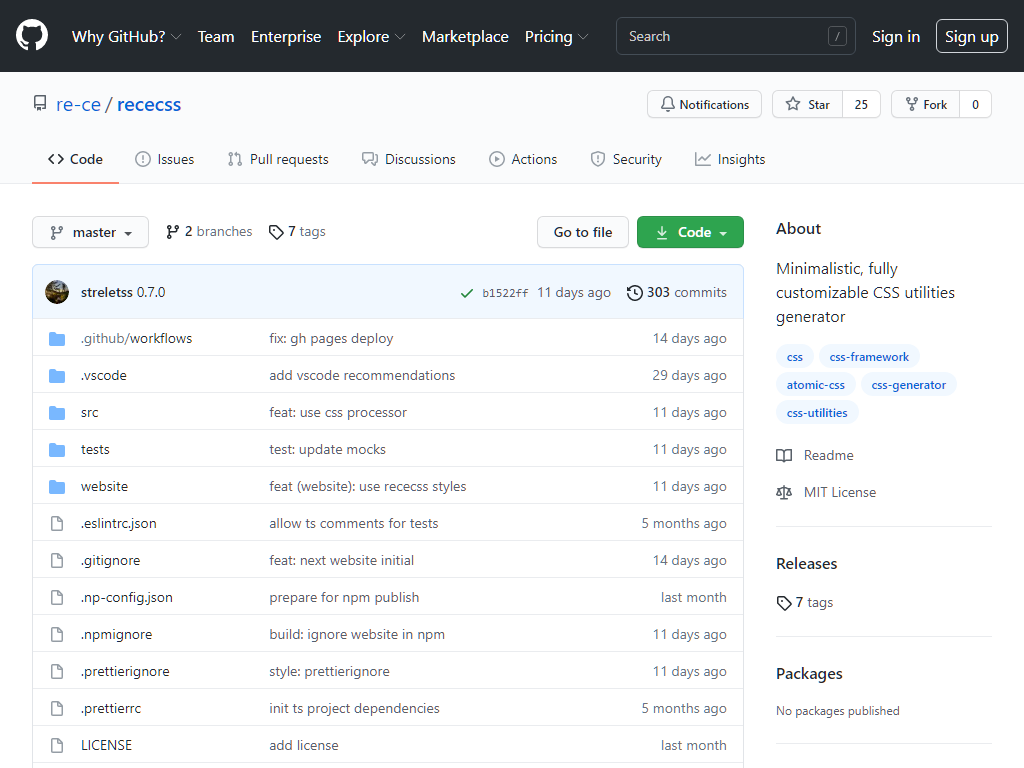 Why GitHub? Team Enterprise Explore Marketplace Pricing Search / Sign in Sign up
re-ce / rececss Notifications Star 25 Fork 0
Code Issues Pull requests Discussions Actions Security Insights
master 2 branches 7 tags Go to file Code
streletss 0.7.0 b1522ff 11 days ago 303 commits
.github/workflows fix: gh pages deploy 14 days ago
.vscode add vscode recommendations 29 days ago
src feat: use css processor 11 days ago
tests test: update mocks 11 days ago
website feat (website): use rececss styles 11 days ago
.eslintrc.json allow ts comments for tests 5 months ago
.gitignore feat: next website initial 14 days ago
.np-config.json prepare for npm publish last month
.npmignore build: ignore website in npm 11 days ago
.prettierignore style: prettierignore 11 days ago
.prettierrc init ts project dependencies 5 months ago
LICENSE add license last month
About
Minimalistic, fully
customizable CSS utilities
generator
css css-framework
atomic-css css-generator
css-utilities
Readme
MIT License
Releases
7 tags
Packages
No packages published